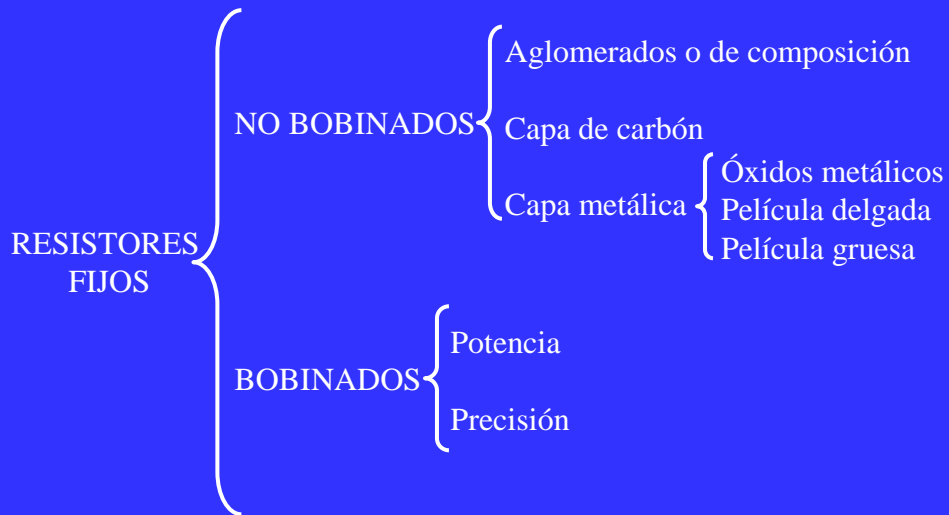 RESISTORES
FIJOS
NO BOBINADOS
Aglomerados o de composición
Capa de carbón
Capa metálica
Óxidos metálicos
Película delgada
Película gruesa
BOBINADOS
Potencia
Precisión